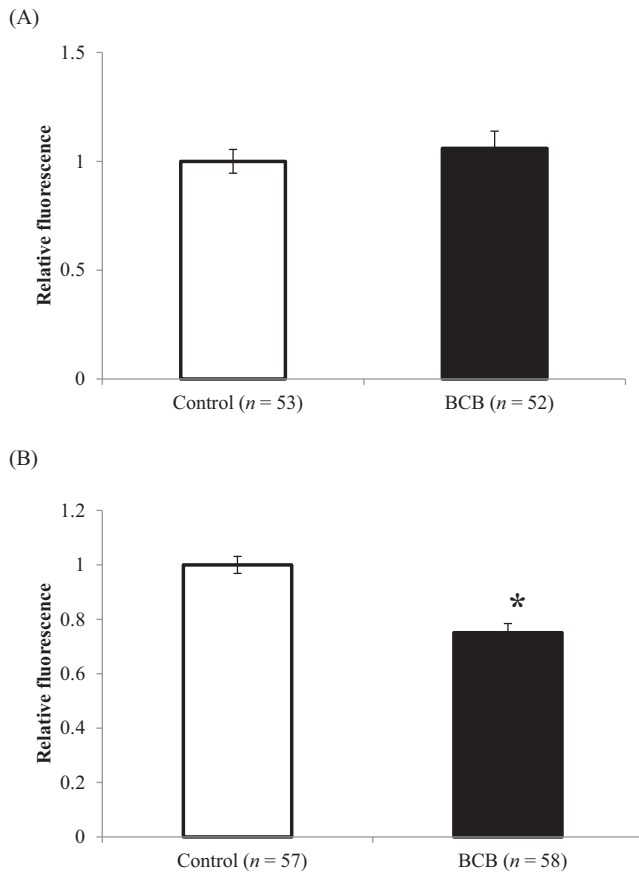 (A)
1.5
1
0.5
0
Relative fluorescence
Control (n = 53)
BCB (n = 52)
(B)
1.2
1
0.8
0.6
0.4
0.2
0
Relative fluorescence
*
Control (n = 57)
BCB (n = 58)